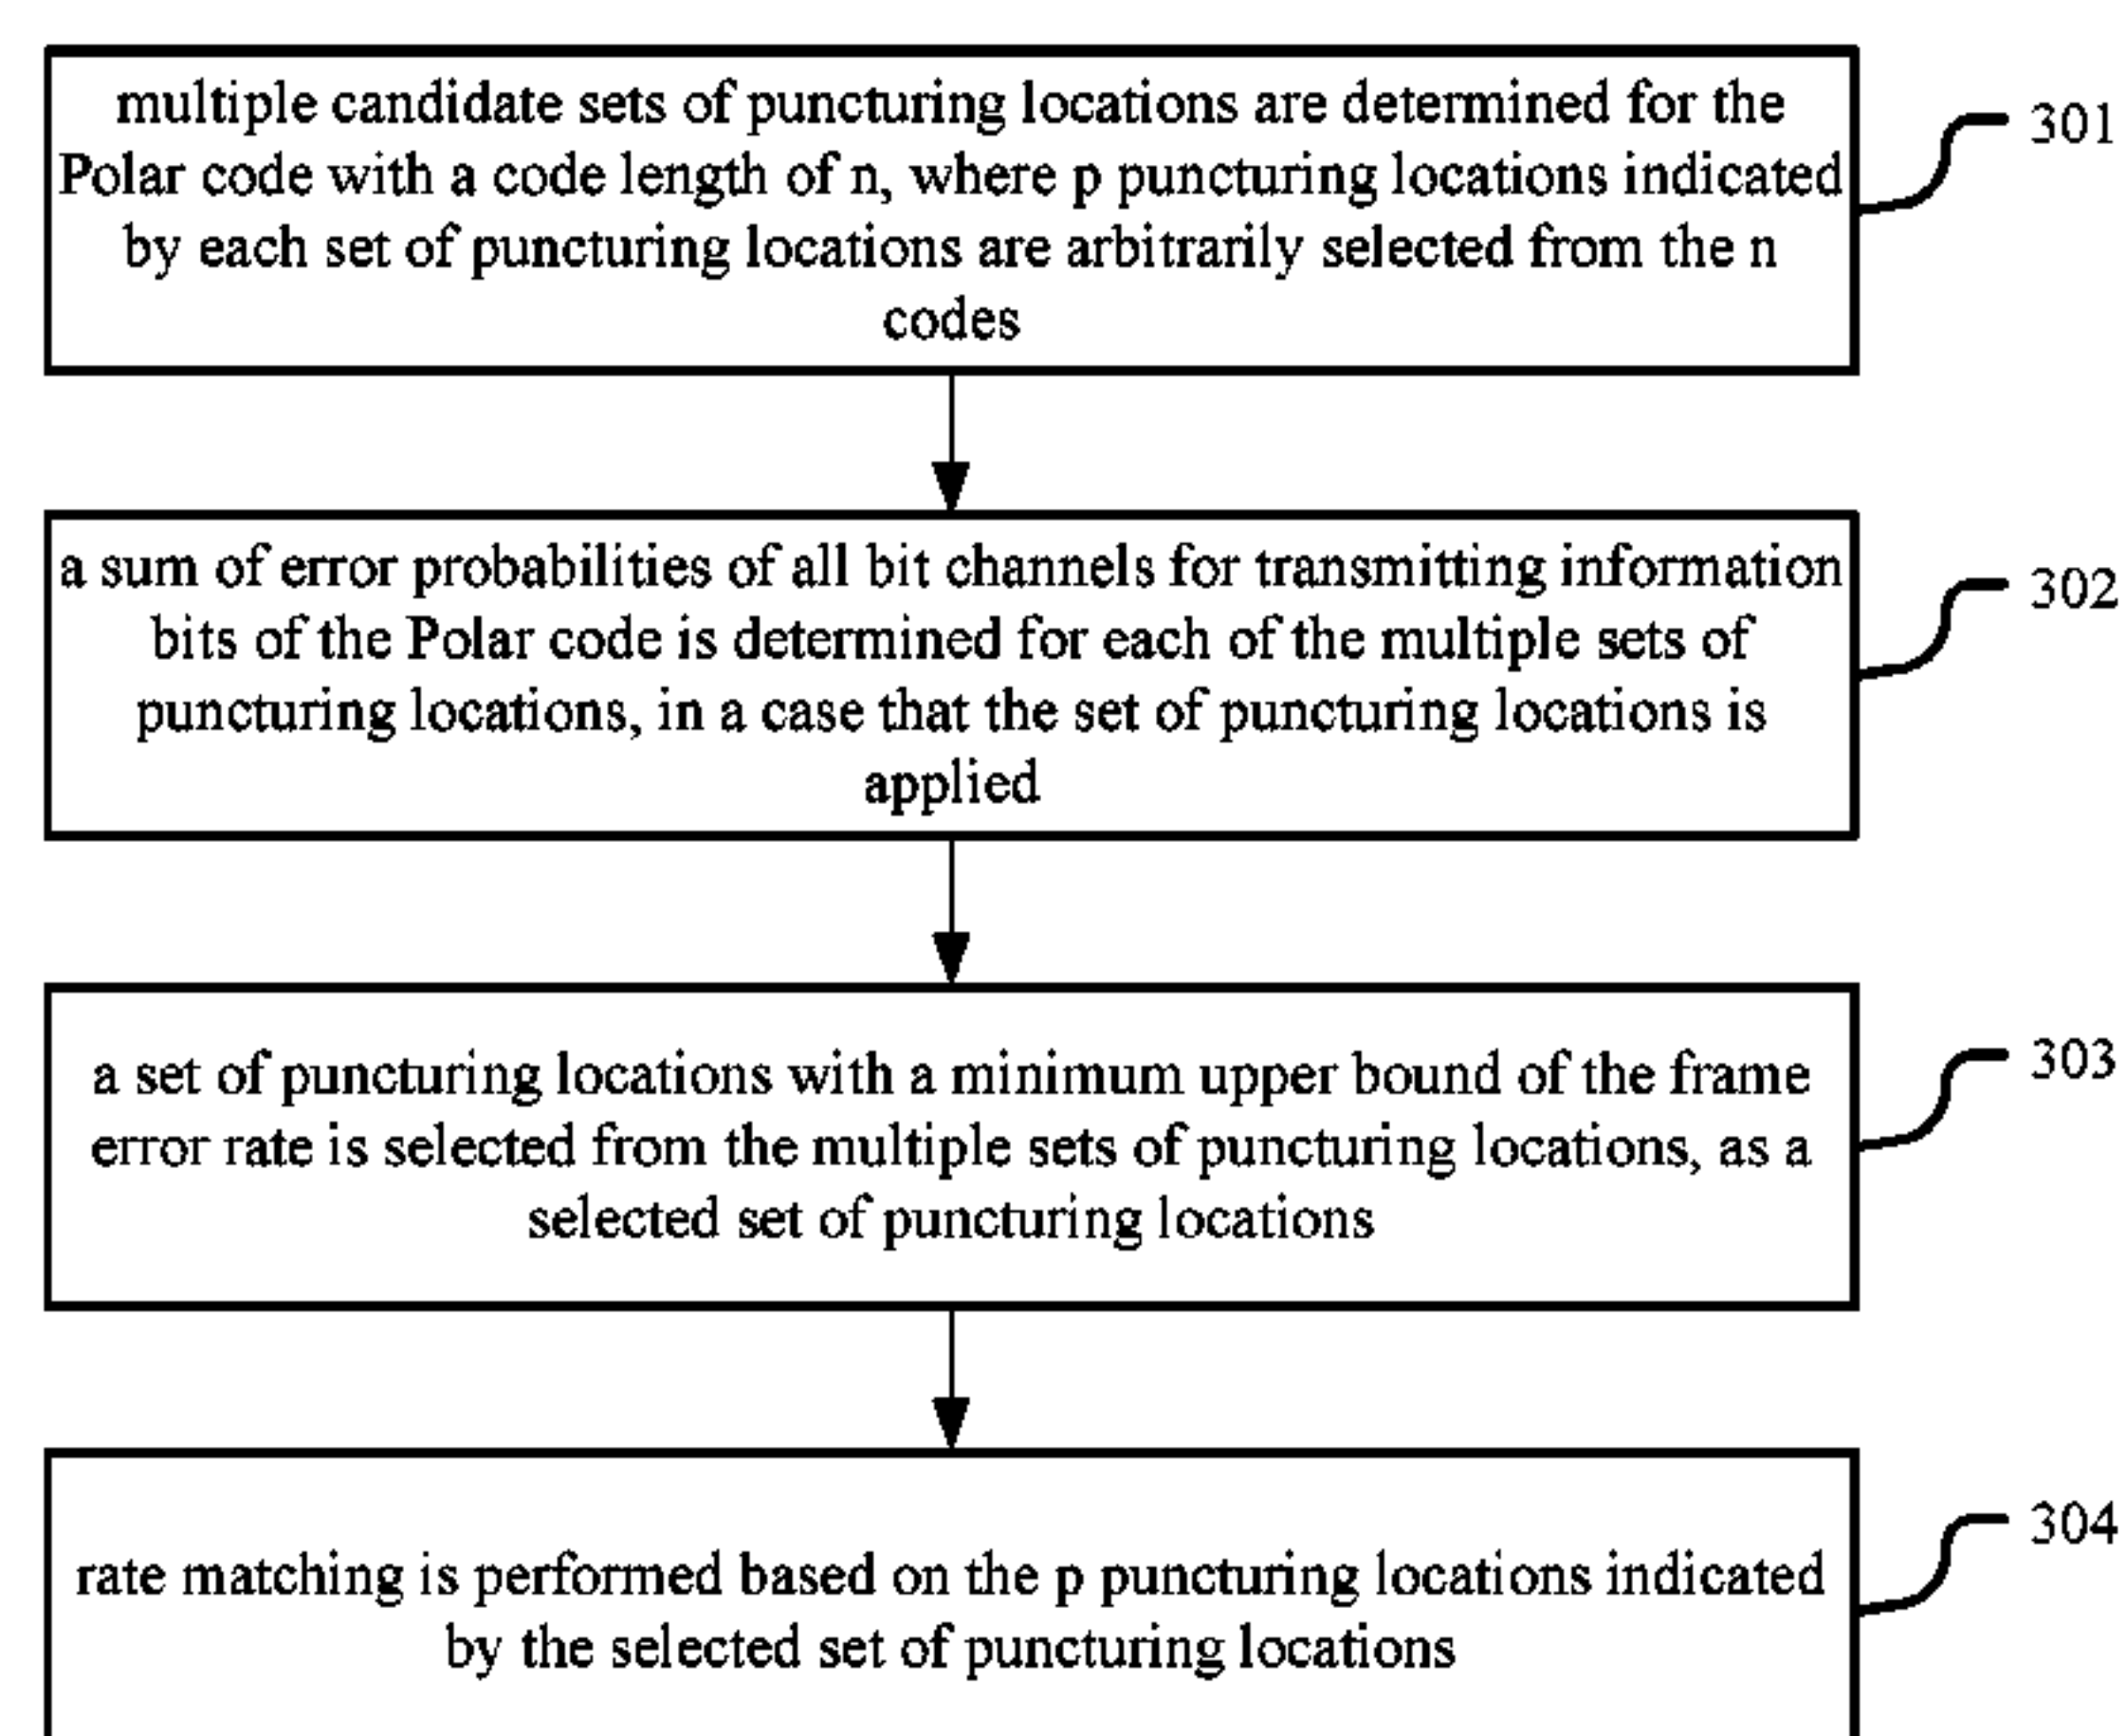 multiple candidate sets of puncturing locations are determined for the
Polar code with a code length of n, where p puncturing locations indicated
by each set of puncturing locations are arbitrarily selected from the n
codes
301
a sum of error probabilities of all bit channels for transmitting information
bits of the Polar code is determined for each of the multiple sets of
puncturing locations, in a case that the set of puncturing locations is
applied
302
a set of puncturing locations with a minimum upper bound of the frame
error rate is selected from the multiple sets of puncturing locations, as a
selected set of puncturing locations
303
rate matching is performed based on the p puncturing locations indicated
by the selected set of puncturing locations
304